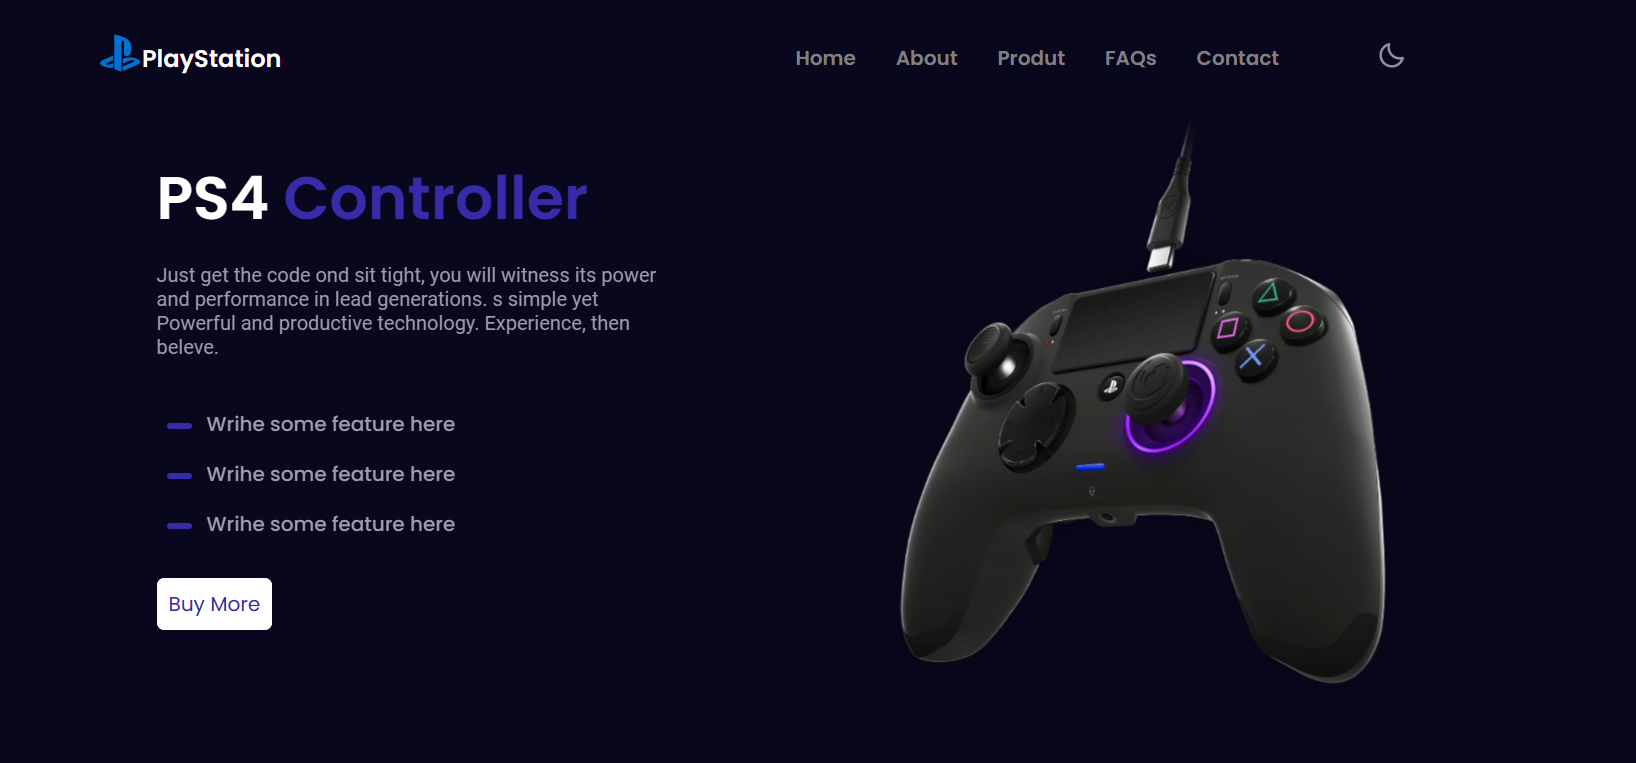 PlayStation
Home About Produt FAQs Contact
PS4 Controller
Just get the code ond sit tight, you will witness its power
and performance in lead generations. s simple yet
Powerful and productive technology. Experience, then
beleve.
Wrihe some feature here
Wrihe some feature here
Wrihe some feature here
Buy More